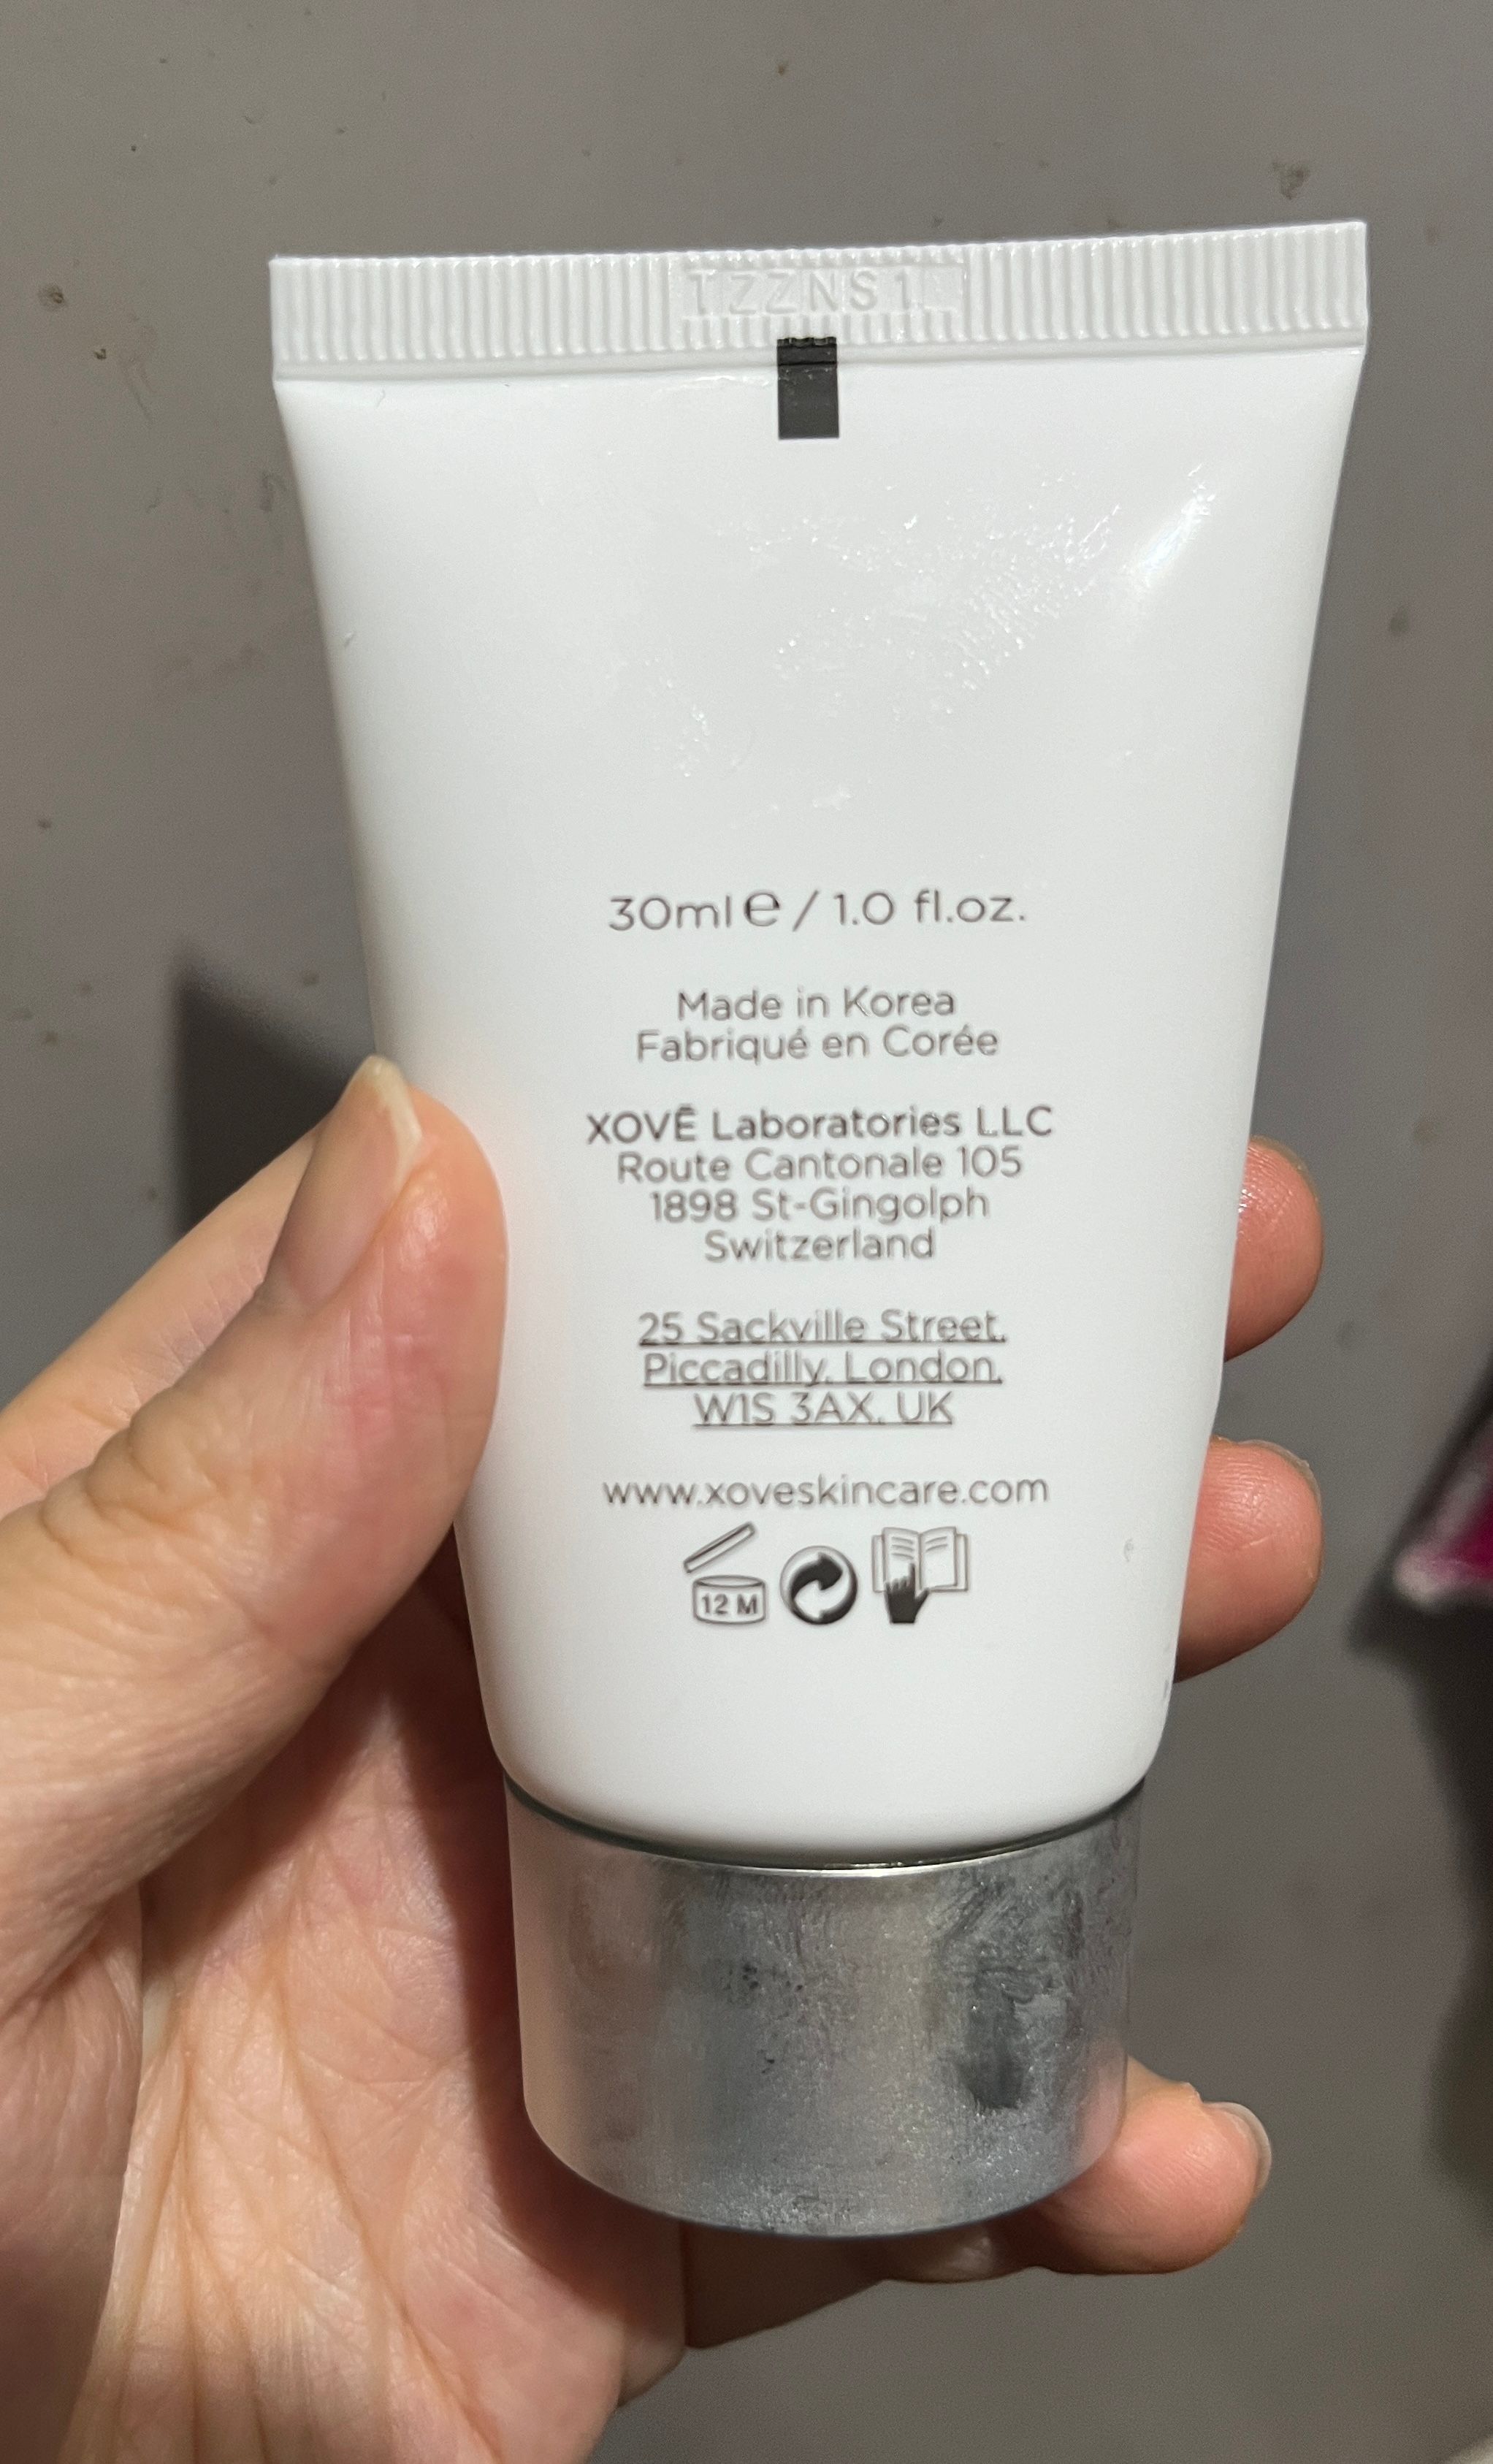 TZZNS1
30ml℮ / 1.0 fl.oz.
Made in Korea
Fabriqué en Corée
XOVĒ Laboratories LLC
Route Cantonale 105
1898 St-Gingolph
Switzerland
25 Sackville Street,
Piccadilly, London,
W1S 3AX, UK
www.xoveskincare.com
12 M